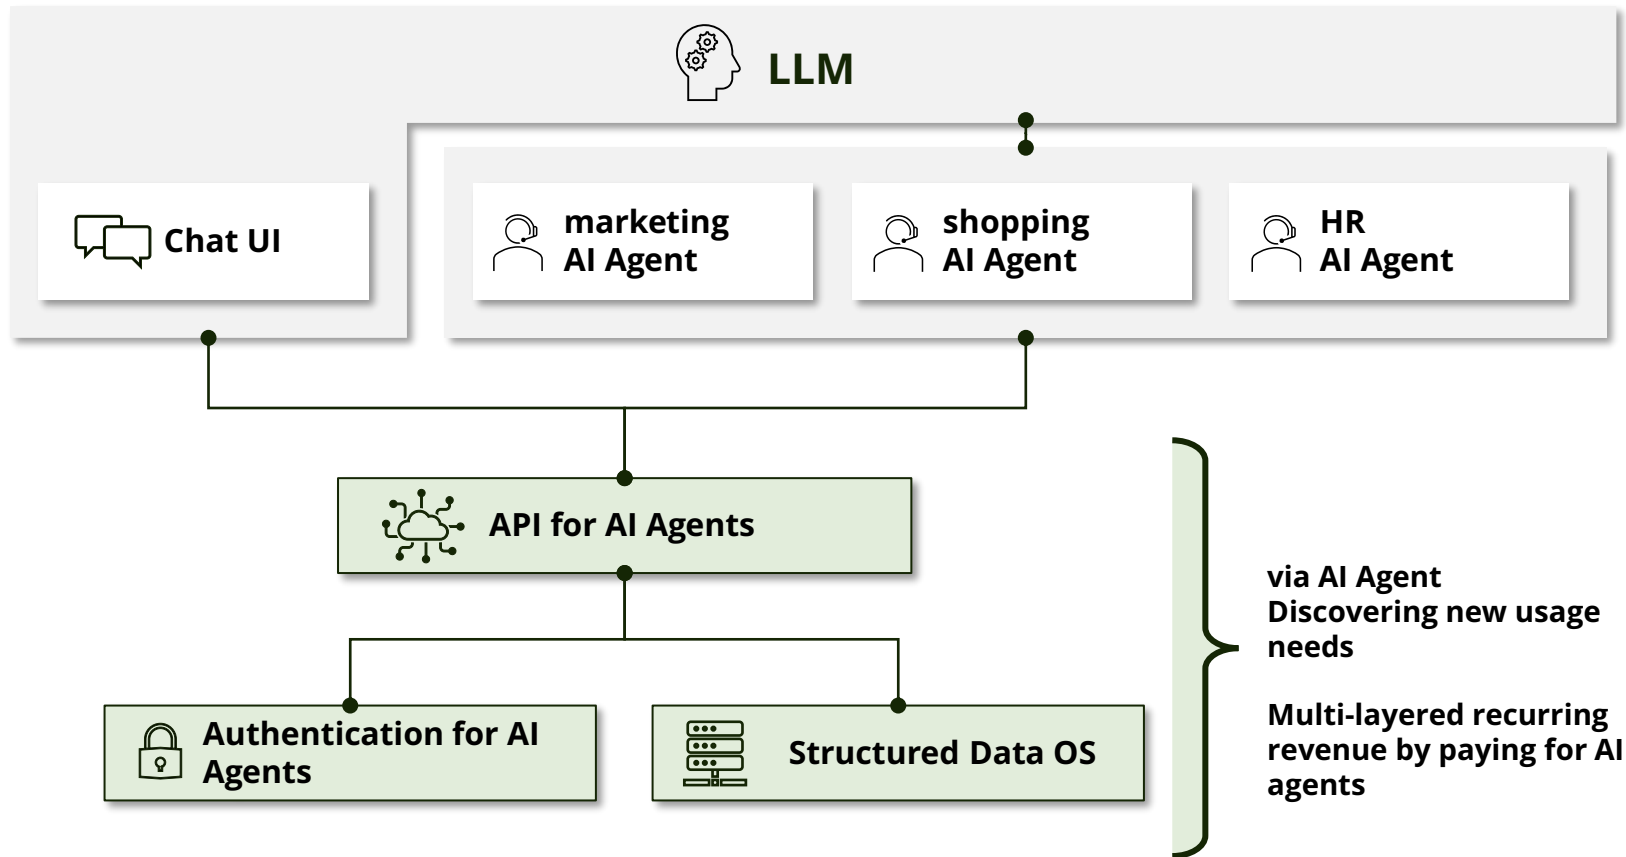 LLM
Chat UI
marketing
AI Agent
shopping
AI Agent
HR
AI Agent
API for AI Agents
Authentication for AI
Agents
Structured Data OS
via AI Agent
Discovering new usage
needs
Multi-layered recurring
revenue by paying for AI
agents